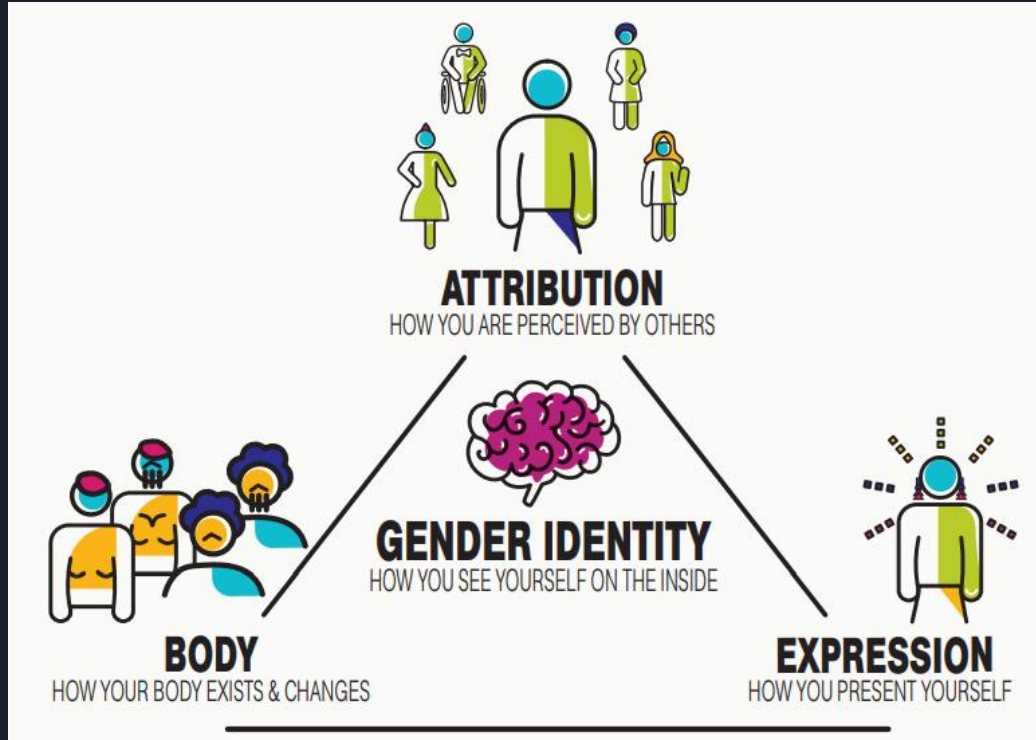 ATTRIBUTION
HOW YOU ARE PERCEIVED BY OTHERS
GENDER IDENTITY
HOW YOU SEE YOURSELF ON THE INSIDE
BODY
HOW YOUR BODY EXISTS & CHANGES
EXPRESSION
HOW YOU PRESENT YOURSELF